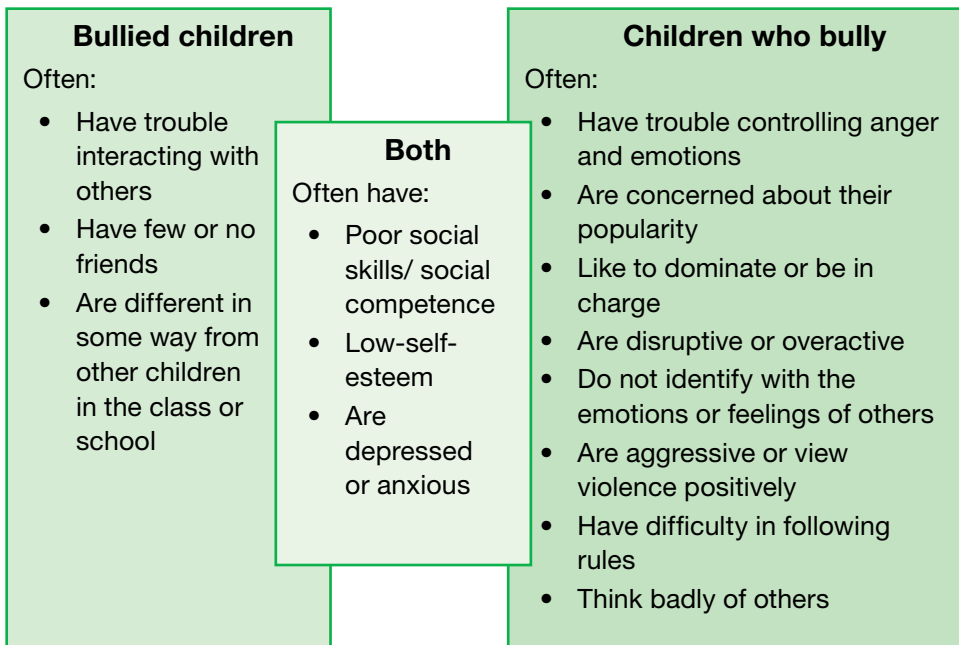 Bullied children
Often:
• Have trouble
interacting with
others
• Have few or no
friends
• Are different in
some way from
other children
in the class or
school
Both
Often have:
• Poor social
skills/ social
competence
• Low-self-
esteem
• Are
depressed
or anxious
Children who bully
Often:
• Have trouble controlling anger
and emotions
• Are concerned about their
popularity
• Like to dominate or be in
charge
• Are disruptive or overactive
• Do not identify with the
emotions or feelings of others
• Are aggressive or view
violence positively
• Have difficulty in following
rules
• Think badly of others